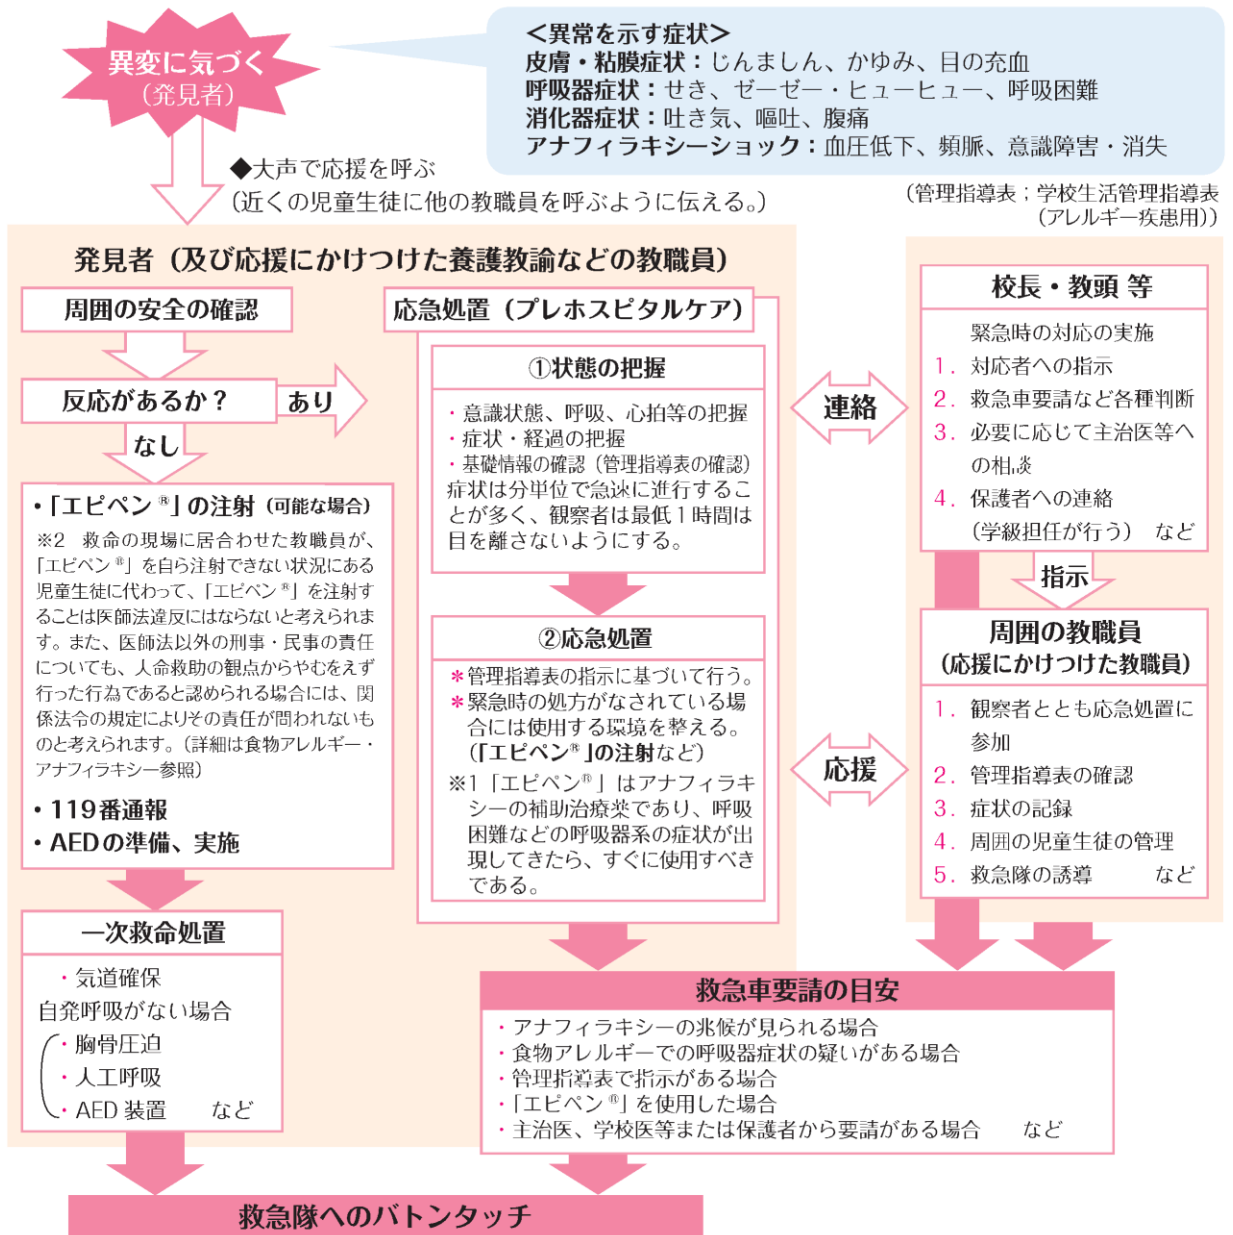 異変に気づく
（発見者）
＜異常を示す症状＞
皮膚・粘膜症状：じんましん、かゆみ、目の充血
呼吸器症状：せき、ゼーゼー・ヒューヒュー、呼吸困難
消化器症状：吐き気、嘔吐、腹痛
アナフィラキシーショック：血圧低下、頻脈、意識障害・消失
◆大声で応援を呼ぶ
（近くの児童生徒に他の教職員を呼ぶように伝える。）
（管理指導表；学校生活管理指導表
（アレルギー疾患用））
発見者（及び応援にかけつけた養護教諭などの教職員）
周囲の安全の確認
反応があるか？
あり
なし
・「エピペン®」の注射（可能な場合）
※2　救命の現場に居合わせた教職員が、
「エピペン®」を自ら注射できない状況にある
児童生徒に代わって、「エピペン®」を注射す
ることは医師法違反にはならないと考えられま
す。また、医師法以外の刑事・民事の責任
についても、人命救助の観点からやむをえず
行った行為であると認められる場合には、関
係法令の規定によりその責任が問われないも
のと考えられます。（詳細は食物アレルギー・
アナフィラキシー参照）
・119番通報
・AEDの準備、実施
一次救命処置
・気道確保
自発呼吸がない場合
・胸骨圧迫
・人工呼吸
・AED装置　　など
応急処置（プレホスピタルケア）
①状態の把握
・意識状態、呼吸、心拍等の把握
・症状・経過の把握
・基礎情報の確認（管理指導表の確認）
症状は分単位で急速に進行するこ
とが多く、観察者は最低１時間は
目を離さないようにする。
②応急処置
＊管理指導表の指示に基づいて行う。
＊緊急時の処方がなされている場
合には使用する環境を整える。
（「エピペン®」の注射など）
※1「エピペン®」はアナフィラキ
シーの補助治療薬であり、呼吸
困難などの呼吸器系の症状が出
現してきたら、すぐに使用すべき
である。
連絡
応援
校長・教頭 等
緊急時の対応の実施
1. 対応者への指示
2. 救急車要請など各種判断
3. 必要に応じて主治医等へ
の相談
4. 保護者への連絡
（学級担任が行う）　など
指示
周囲の教職員
（応援にかけつけた教職員）
1. 観察者ととも応急処置に
参加
2. 管理指導表の確認
3. 症状の記録
4. 周囲の児童生徒の管理
5. 救急隊の誘導　　など
救急車要請の目安
・アナフィラキシーの兆候が見られる場合
・食物アレルギーでの呼吸器症状の疑いがある場合
・管理指導表で指示がある場合
・「エピペン®」を使用した場合
・主治医、学校医等または保護者から要請がある場合　　など
救急隊へのバトンタッチ